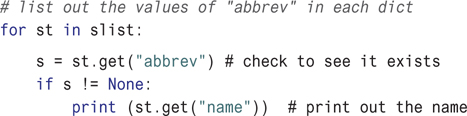 # list out the values of "abbrev" in each dict
for st in slist:
s = st.get("abbrev") # check to see it exists
if s != None:
print (st.get("name")) # print out the name